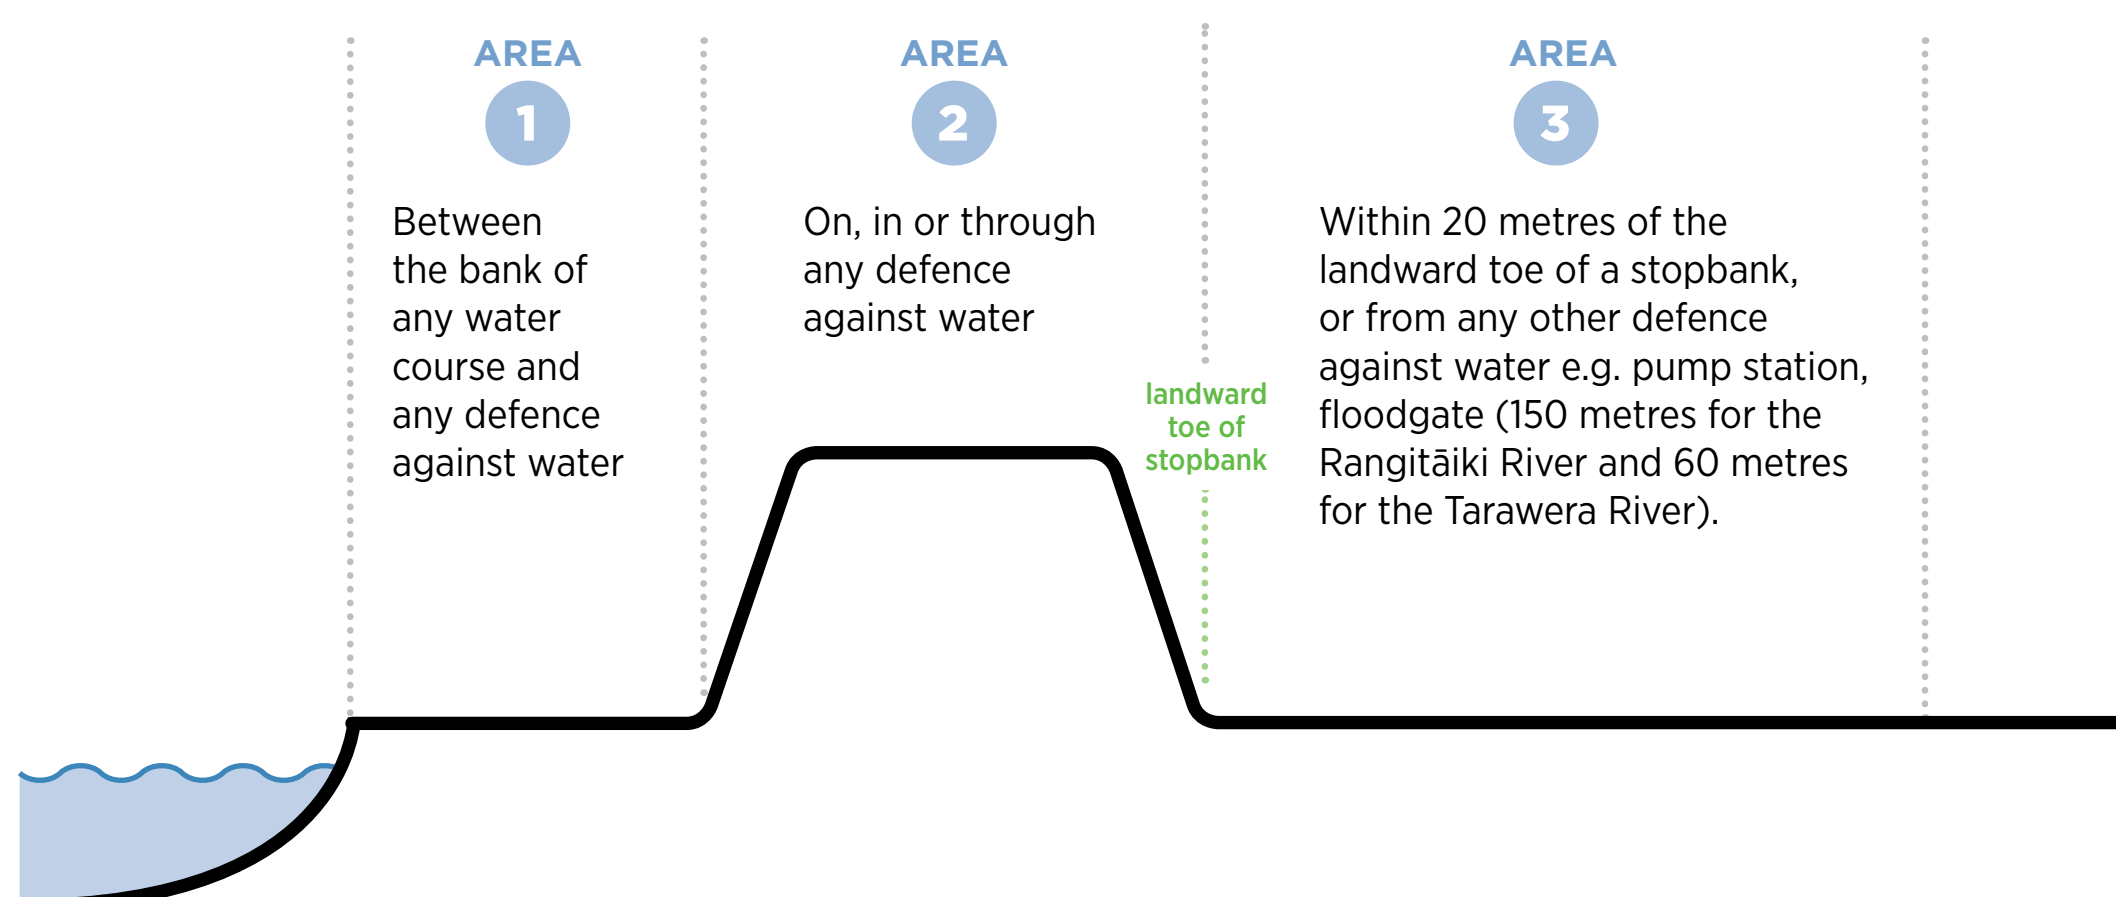 AREA
1
Between
the bank of
any water
course and
any defence
against water
AREA
2
On, in or through
any defence
against water
landward
toe of
stopbank
AREA
3
Within 20 metres of the
landward toe of a stopbank,
or from any other defence
against water e.g. pump station,
floodgate (150 metres for the
Rangitāiki River and 60 metres
for the Tarawera River).